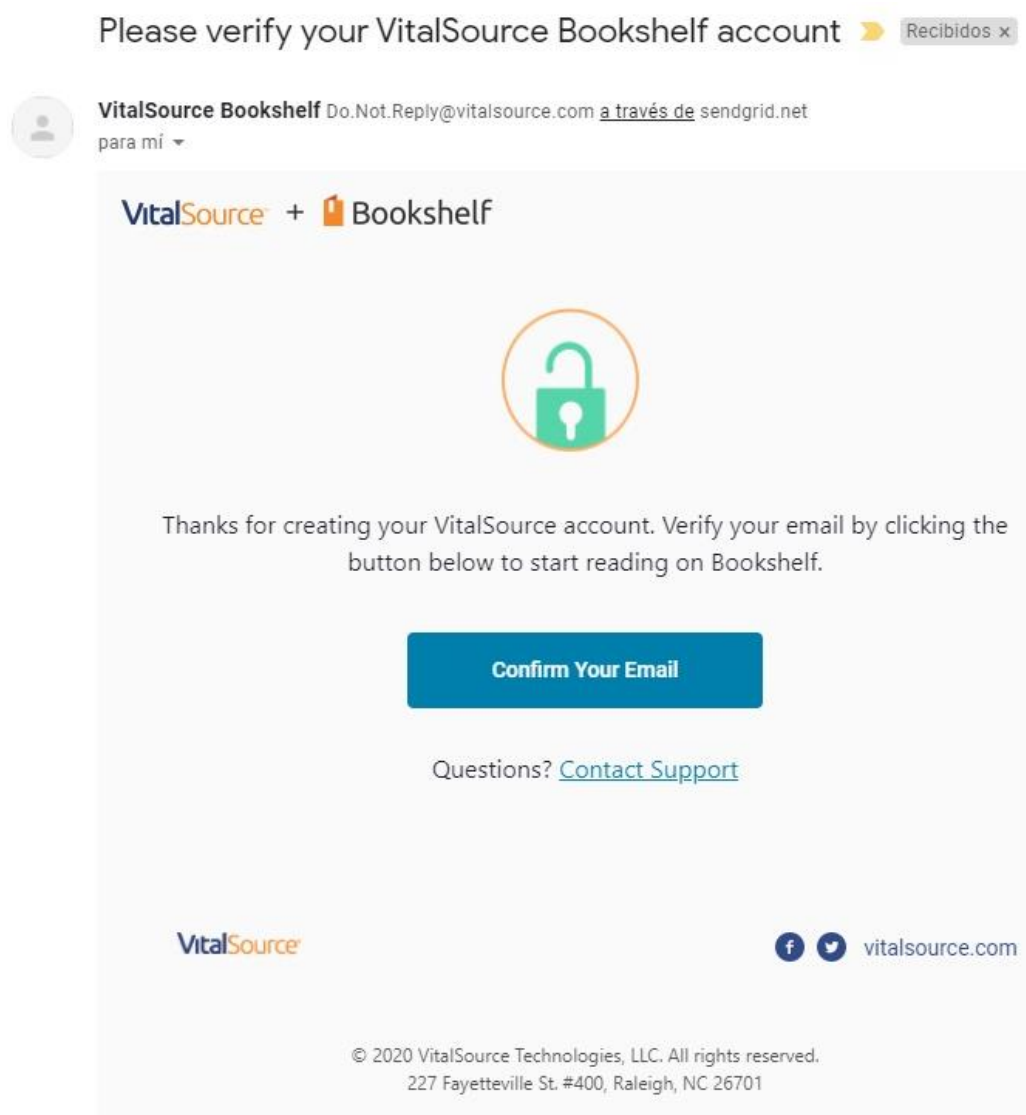 Please verify your VitalSource Bookshelf account Recibidos x
VitalSource Bookshelf Do.Not.Reply@vitalsource.com a través de sendgrid.net
para mí
VitalSource + Bookshelf
Thanks for creating your VitalSource account. Verify your email by clicking the
button below to start reading on Bookshelf.
Confirm Your Email
Questions? Contact Support
VitalSource f vitalsource.com
© 2020 VitalSource Technologies, LLC. All rights reserved.
227 Fayetteville St. #400, Raleigh, NC 26701